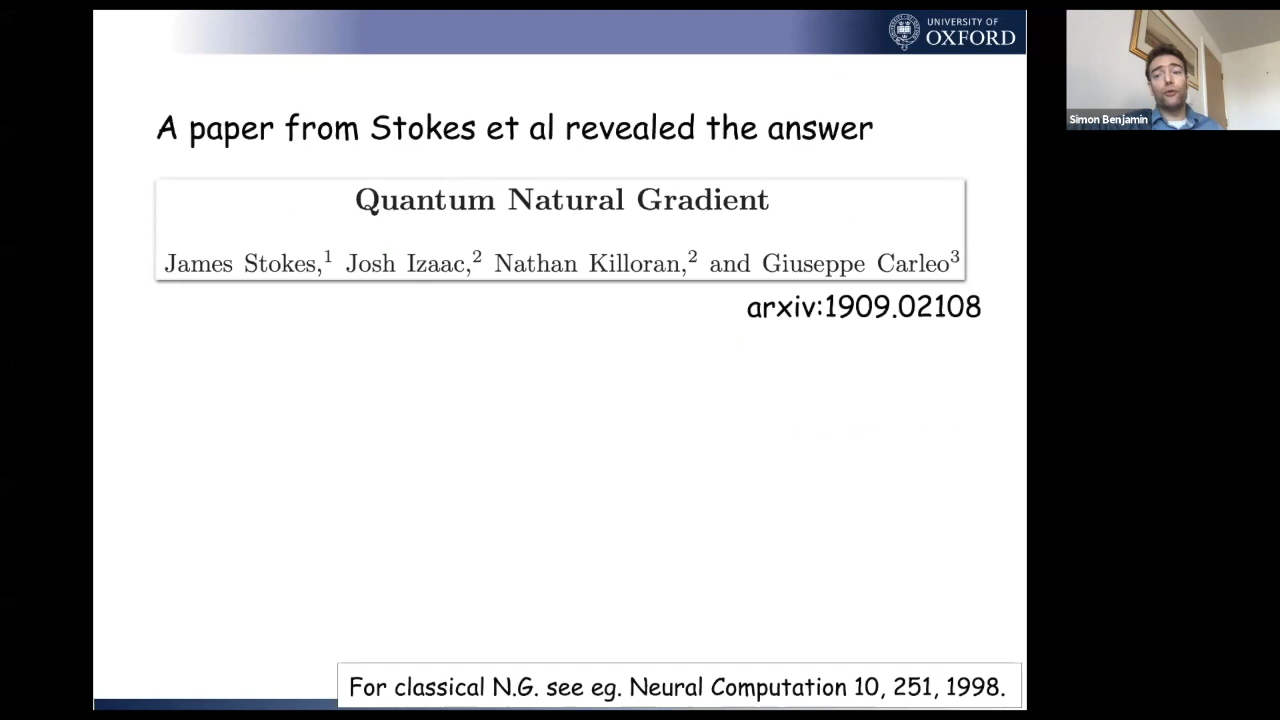 UNIVERSITY OF
OXFORD
Simon Benjamin
A paper from Stokes et al revealed the answer
Quantum Natural Gradient
James Stokes,¹ Josh Izaac,² Nathan Killoran,² and Giuseppe Carleo³
arxiv:1909.02108
For classical N.G. see eg. Neural Computation 10, 251, 1998.